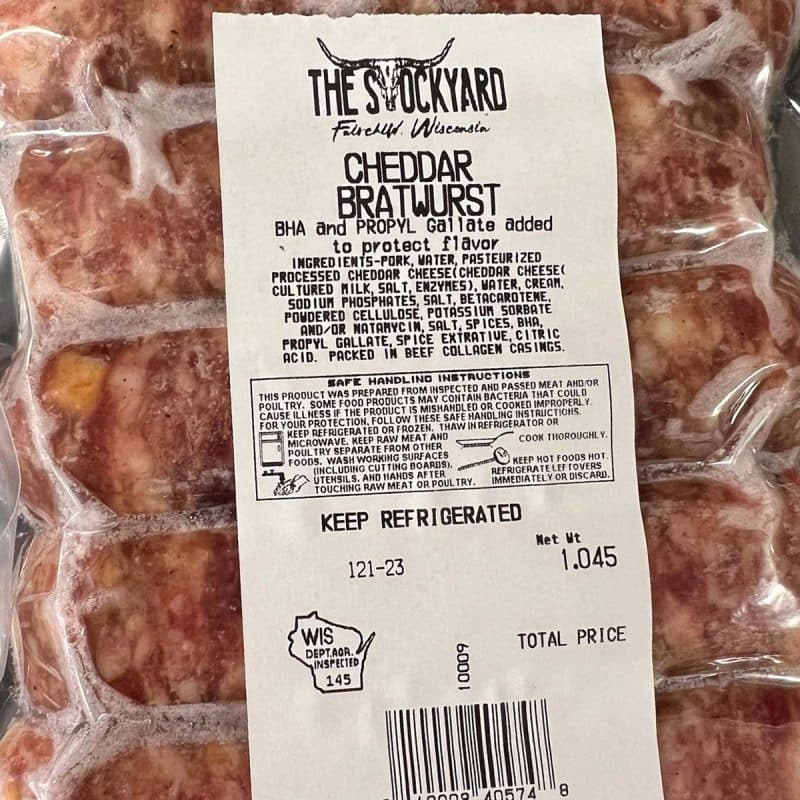 THE STOCKYARD
Fairchild, Wisconsin
CHEDDAR
BRATWURST
BHA and PROPYL Gallate added
to protect flavor
INGREDIENTS-PORK, WATER, PASTEURIZED
PROCESSED CHEDDAR CHEESE(CHEDDAR CHEESE(
CULTURED MILK, SALT, ENZYMES), WATER, CREAM,
SODIUM PHOSPHATES, SALT, BETACAROTENE,
POWDERED CELLULOSE, POTASSIUM SORBATE
AND/OR NATAMYCIN, SALT, SPICES, BHA,
PROPYL GALLATE, SPICE EXTRATIVE, CITRIC
ACID. PACKED IN BEEF COLLAGEN CASINGS.
SAFE HANDLING INSTRUCTIONS
THIS PRODUCT WAS PREPARED FROM INSPECTED AND PASSED MEAT AND/OR
POULTRY. SOME FOOD PRODUCTS MAY CONTAIN BACTERIA THAT COULD
CAUSE ILLNESS IF THE PRODUCT IS MISHANDLED OR COOKED IMPROPERLY.
FOR YOUR PROTECTION, FOLLOW THESE SAFE HANDLING INSTRUCTIONS.
KEEP REFRIGERATED OR FROZEN. THAW IN REFRIGERATOR OR
MICROWAVE. KEEP RAW MEAT AND
POULTRY SEPARATE FROM OTHER
FOODS. WASH WORKING SURFACES
(INCLUDING CUTTING BOARDS),
UTENSILS, AND HANDS AFTER
TOUCHING RAW MEAT OR POULTRY.
COOK THOROUGHLY.
KEEP HOT FOODS HOT.
REFRIGERATE LEFTOVERS
IMMEDIATELY OR DISCARD.
KEEP REFRIGERATED
121-23
Net Wt
1.045
WIS
DEPT.AGR.
INSPECTED
145
10009
TOTAL PRICE
40574 8